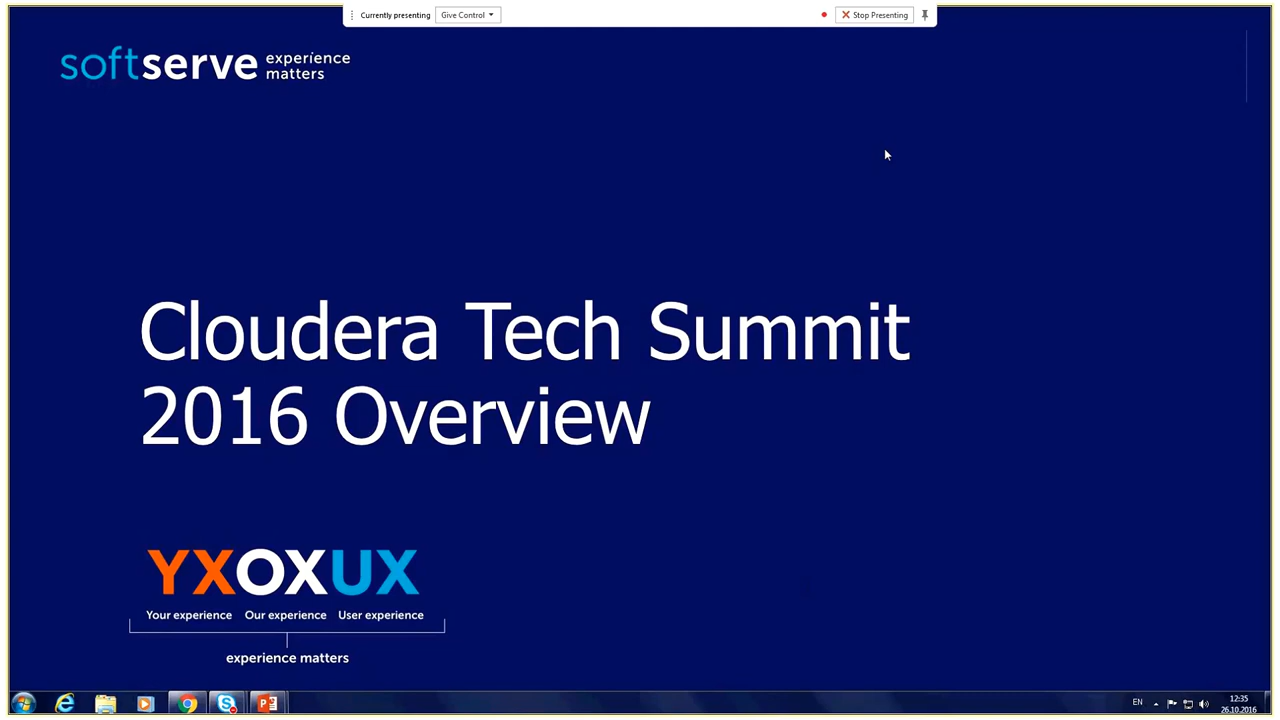 Currently presenting Give Control Stop Presenting
softserve experience matters
Cloudera Tech Summit
2016 Overview
YXOXUX
Your experience Our experience User experience
experience matters
EN 12:35
26.10.2016